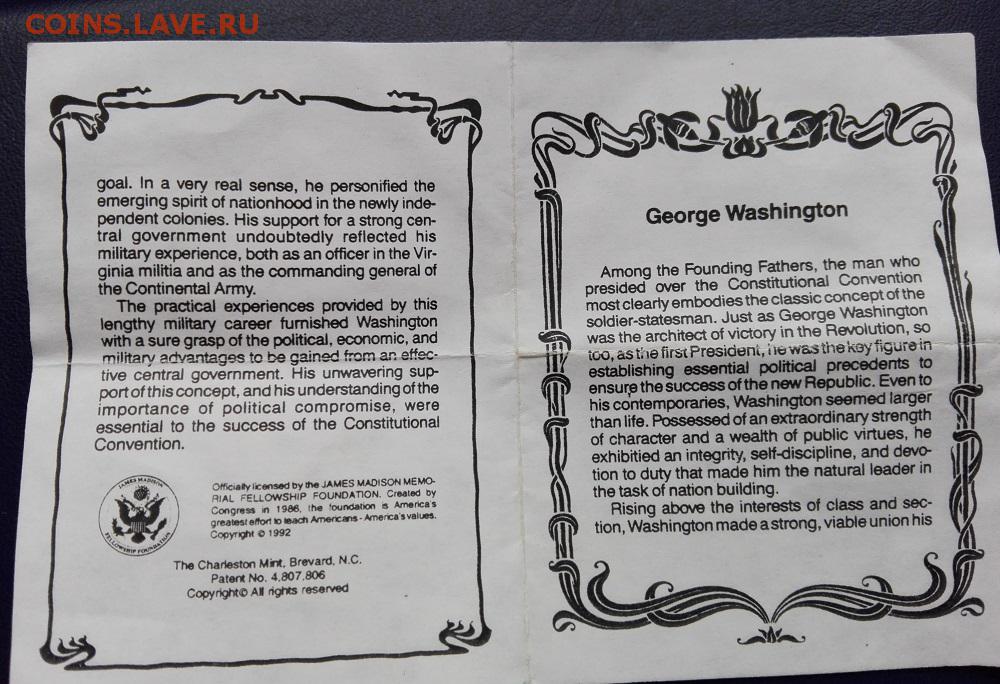 COINS.LAVE.RU
goal. In a very real sense, he personified the
emerging spirit of nationhood in the newly inde-
pendent colonies. His support for a strong cen-
tral government undoubtedly reflected his
military experience, both as an officer in the Vir-
ginia militia and as the commanding general of
the Continental Army.
The practical experiences provided by this
lengthy military career furnished Washington
with a sure grasp of the political, economic, and
military advantages to be gained from an effec-
tive central government. His unwavering sup-
port of this concept, and his understanding of the
importance of political compromise, were
essential to the success of the Constitutional
Convention.
JAMES MADISON
FELLOWSHIP FOUNDATION
Officially licensed by the JAMES MADISON MEMO-
RIAL FELLOWSHIP FOUNDATION. Created by
Congress in 1986, the foundation is America's
greatest effort to teach Americans - America's values.
Copyright © 1992
The Charleston Mint, Brevard, N.C.
Patent No. 4,807,806
Copyright© All rights reserved
George Washington
Among the Founding Fathers, the man who
presided over the Constitutional Convention
most clearly embodies the classic concept of the
soldier-statesman. Just as George Washington
was the architect of victory in the Revolution, so
too, as the first President, he was the key figure in
establishing essential political precedents to
ensure the success of the new Republic. Even to
his contemporaries, Washington seemed larger
than life. Possessed of an extraordinary strength
of character and a wealth of public virtues, he
exhibitied an integrity, self-discipline, and devo-
tion to duty that made him the natural leader in
the task of nation building.
Rising above the interests of class and sec-
tion, Washington made a strong, viable union his